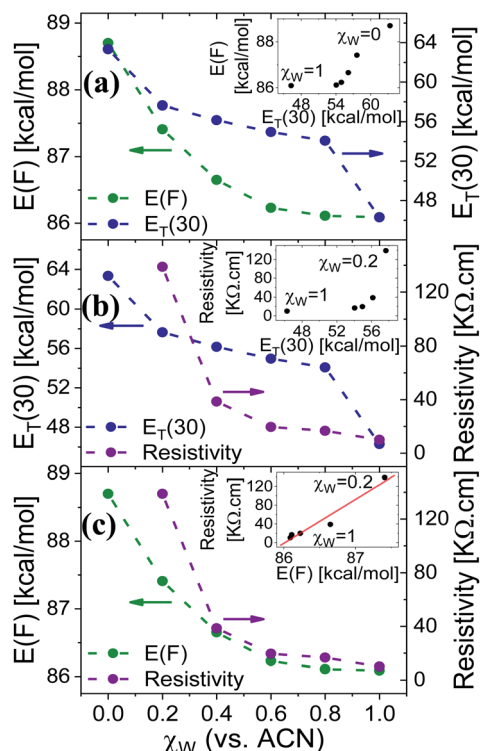 (a)
E(F) [kcal/mol]
89
88
87
86
E_T(30) [kcal/mol]
64
60
56
52
48
E(F)
[kcal/mol]
88
86
χ_W=0
χ_W=1
48 54 60
E_T(30) [kcal/mol]
E(F)
E_T(30)
(b)
E_T(30) [kcal/mol]
64
60
56
52
48
Resistivity [KΩ.cm]
120
80
40
0
Resistivity
[KΩ.cm]
120
80
40
0
χ_W=0.2
χ_W=1
48 52 56
E_T(30) [kcal/mol]
E_T(30)
Resistivity
(c)
E(F) [kcal/mol]
89
88
87
86
Resistivity [KΩ.cm]
120
80
40
0
Resistivity
[KΩ.cm]
120
80
40
0
χ_W=0.2
χ_W=1
86 87
E(F) [kcal/mol]
E(F)
Resistivity
0.0 0.2 0.4 0.6 0.8 1.0
χ_W (vs. ACN)